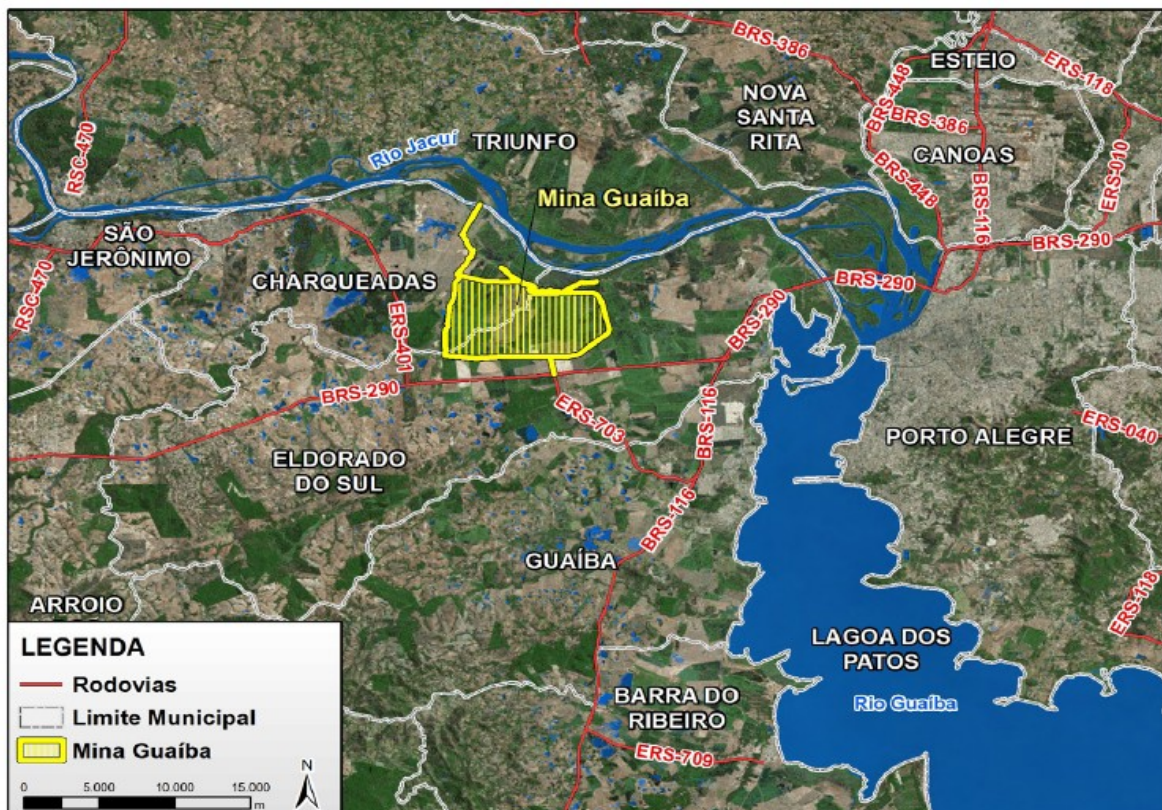 BRS-386
ESTEIO
ERS-118
BRS-448
NOVA
SANTA
RITA
BRS-386
CANOAS
RSC-470
TRIUNFO
Rio Jacuí
BRS-448
BRS-116
ERS-010
Mina Guaíba
SÃO
JERÔNIMO
BRS-290
CHARQUEADAS
BRS-290
RSC-470
ERS-401
BRS-290
BRS-290
ERS-703
BRS-116
PORTO ALEGRE
ERS-040
ELDORADO
DO SUL
BRS-116
GUAÍBA
ERS-118
ARROIO
LAGOA DOS
PATOS
Rio Guaíba
BARRA DO
RIBEIRO
ERS-709
LEGENDA
Rodovias
Limite Municipal
Mina Guaíba
N
0 5.000 10.000 15.000
m